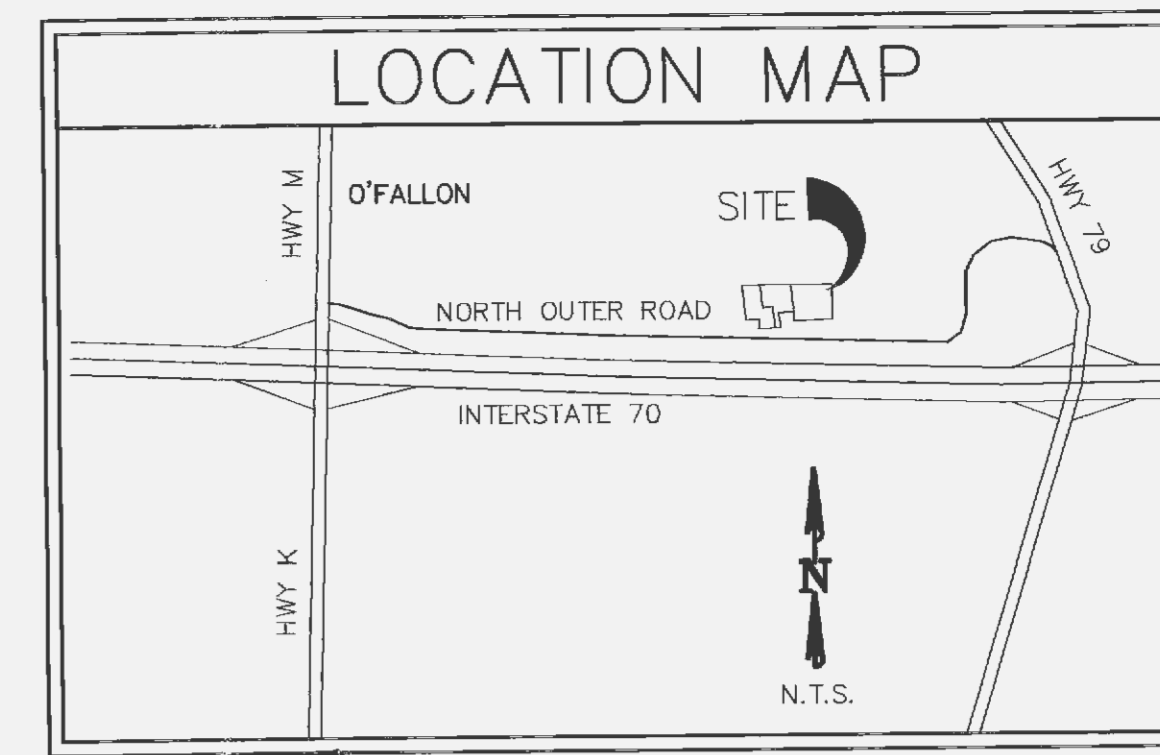 LOCATION MAP
HWY M
O'FALLON
SITE
HWY 79
NORTH OUTER ROAD
INTERSTATE 70
HWY K
N
N.T.S.